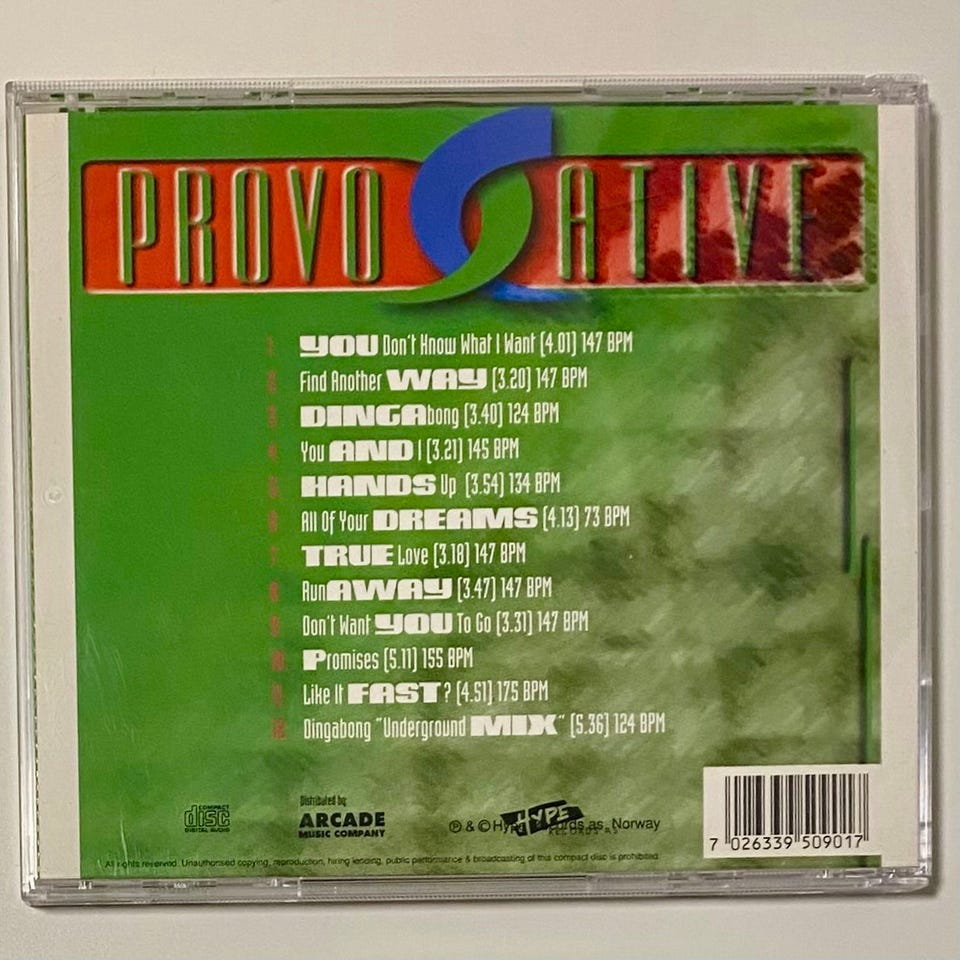 PROVOCATIVE
1 YOU Don't Know What I Want (4.01) 147 BPM
2 Find Another WAY (3.20) 147 BPM
3 DINGAbong (3.40) 124 BPM
4 You AND I (3.21) 145 BPM
5 HANDS Up (3.54) 134 BPM
6 All Of Your DREAMS (4.13) 73 BPM
7 TRUE Love (3.18) 147 BPM
8 RunAWAY (3.47) 147 BPM
9 Don't Want YOU To Go (3.31) 147 BPM
10 Promises (5.11) 155 BPM
11 Like It FAST? (4.51) 175 BPM
12 Dingabong "Underground MIX" (5.36) 124 BPM
COMPACT
disc
DIGITAL AUDIO
Distributed by
ARCADE
MUSIC COMPANY
HYPE
RECORDS AS
℗ & © Hype Records as, Norway
7 026339 509017
All rights reserved. Unauthorised copying, reproduction, hiring lending, public performance & broadcasting of this compact disc is prohibited.